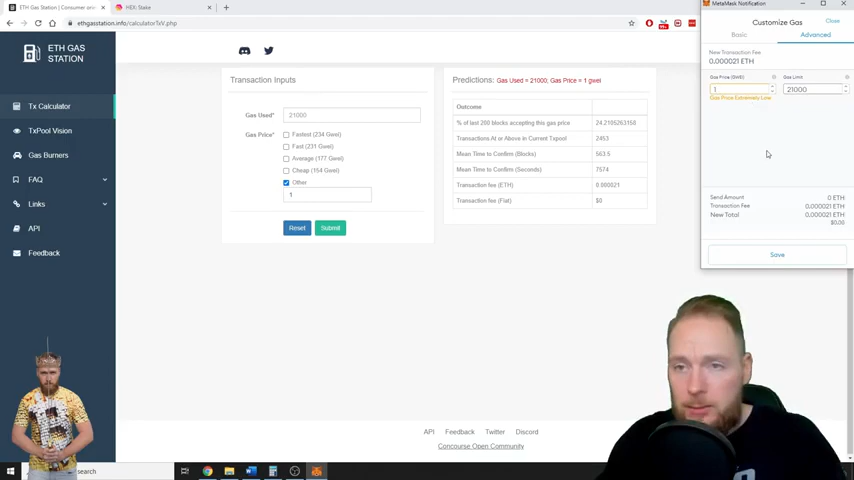 ETH Gas Station | Consumer orien
HEX: Stake
MetaMask Notification
ethgasstation.info/calculatorTxV.php
Customize Gas
Close
Basic
Advanced
ETH GAS
STATION
New Transaction Fee
0.000021 ETH
Gas Price (GWEI)
Gas Limit
1
21000
Gas Price Extremely Low
Tx Calculator
TxPool Vision
Gas Burners
FAQ
Links
API
Feedback
Transaction Inputs
Gas Used*
21000
Gas Price*
Fastest (234 Gwei)
Fast (231 Gwei)
Average (177 Gwei)
Cheap (154 Gwei)
Other
1
Reset
Submit
Predictions: Gas Used = 21000; Gas Price = 1 gwei
Outcome
% of last 200 blocks accepting this gas price
24.2105263158
Transactions At or Above in Current Txpool
2453
Mean Time to Confirm (Blocks)
563.5
Mean Time to Confirm (Seconds)
7574
Transaction fee (ETH)
0.000021
Transaction fee (Fiat)
$0
Send Amount
0 ETH
Transaction Fee
0.000021 ETH
New Total
0.000021 ETH
Save
API
Feedback
Twitter
Discord
Concourse Open Community
search